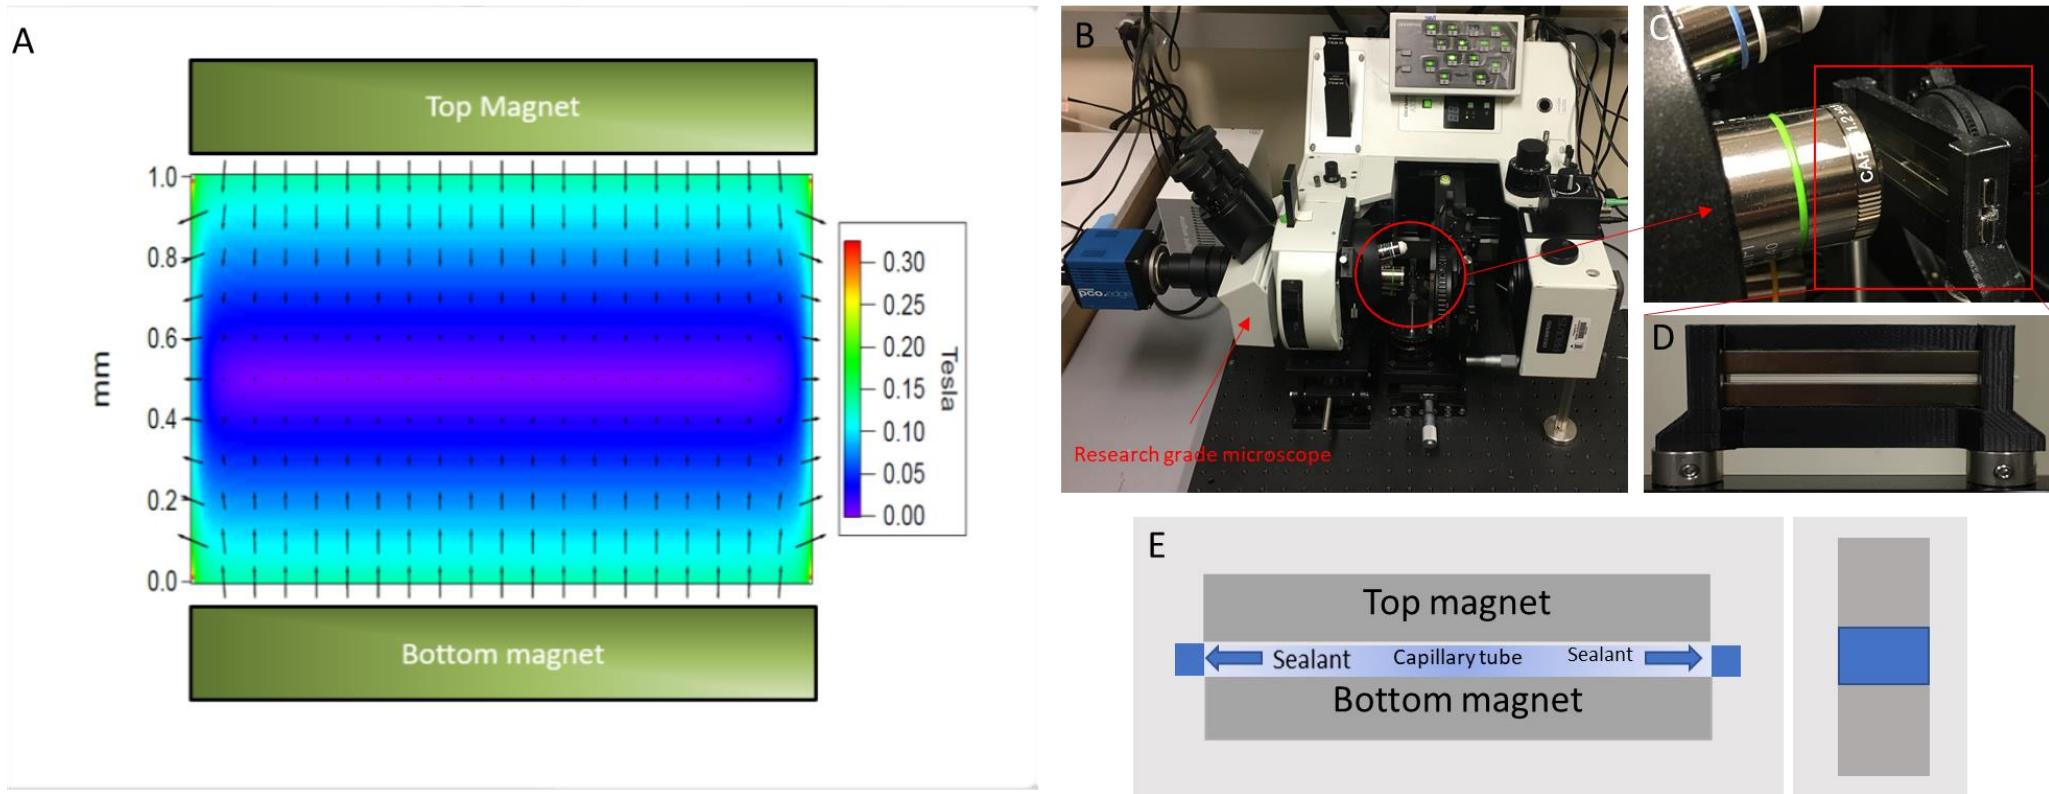 A
Top Magnet
1.0
0.8
0.6
0.4
0.2
0.0
mm
0.30
0.25
0.20
0.15
0.10
0.05
0.00
Tesla
Bottom magnet
B
pco.edge
Research grade microscope
C
D
E
Top magnet
Sealant
Capillary tube
Sealant
Bottom magnet